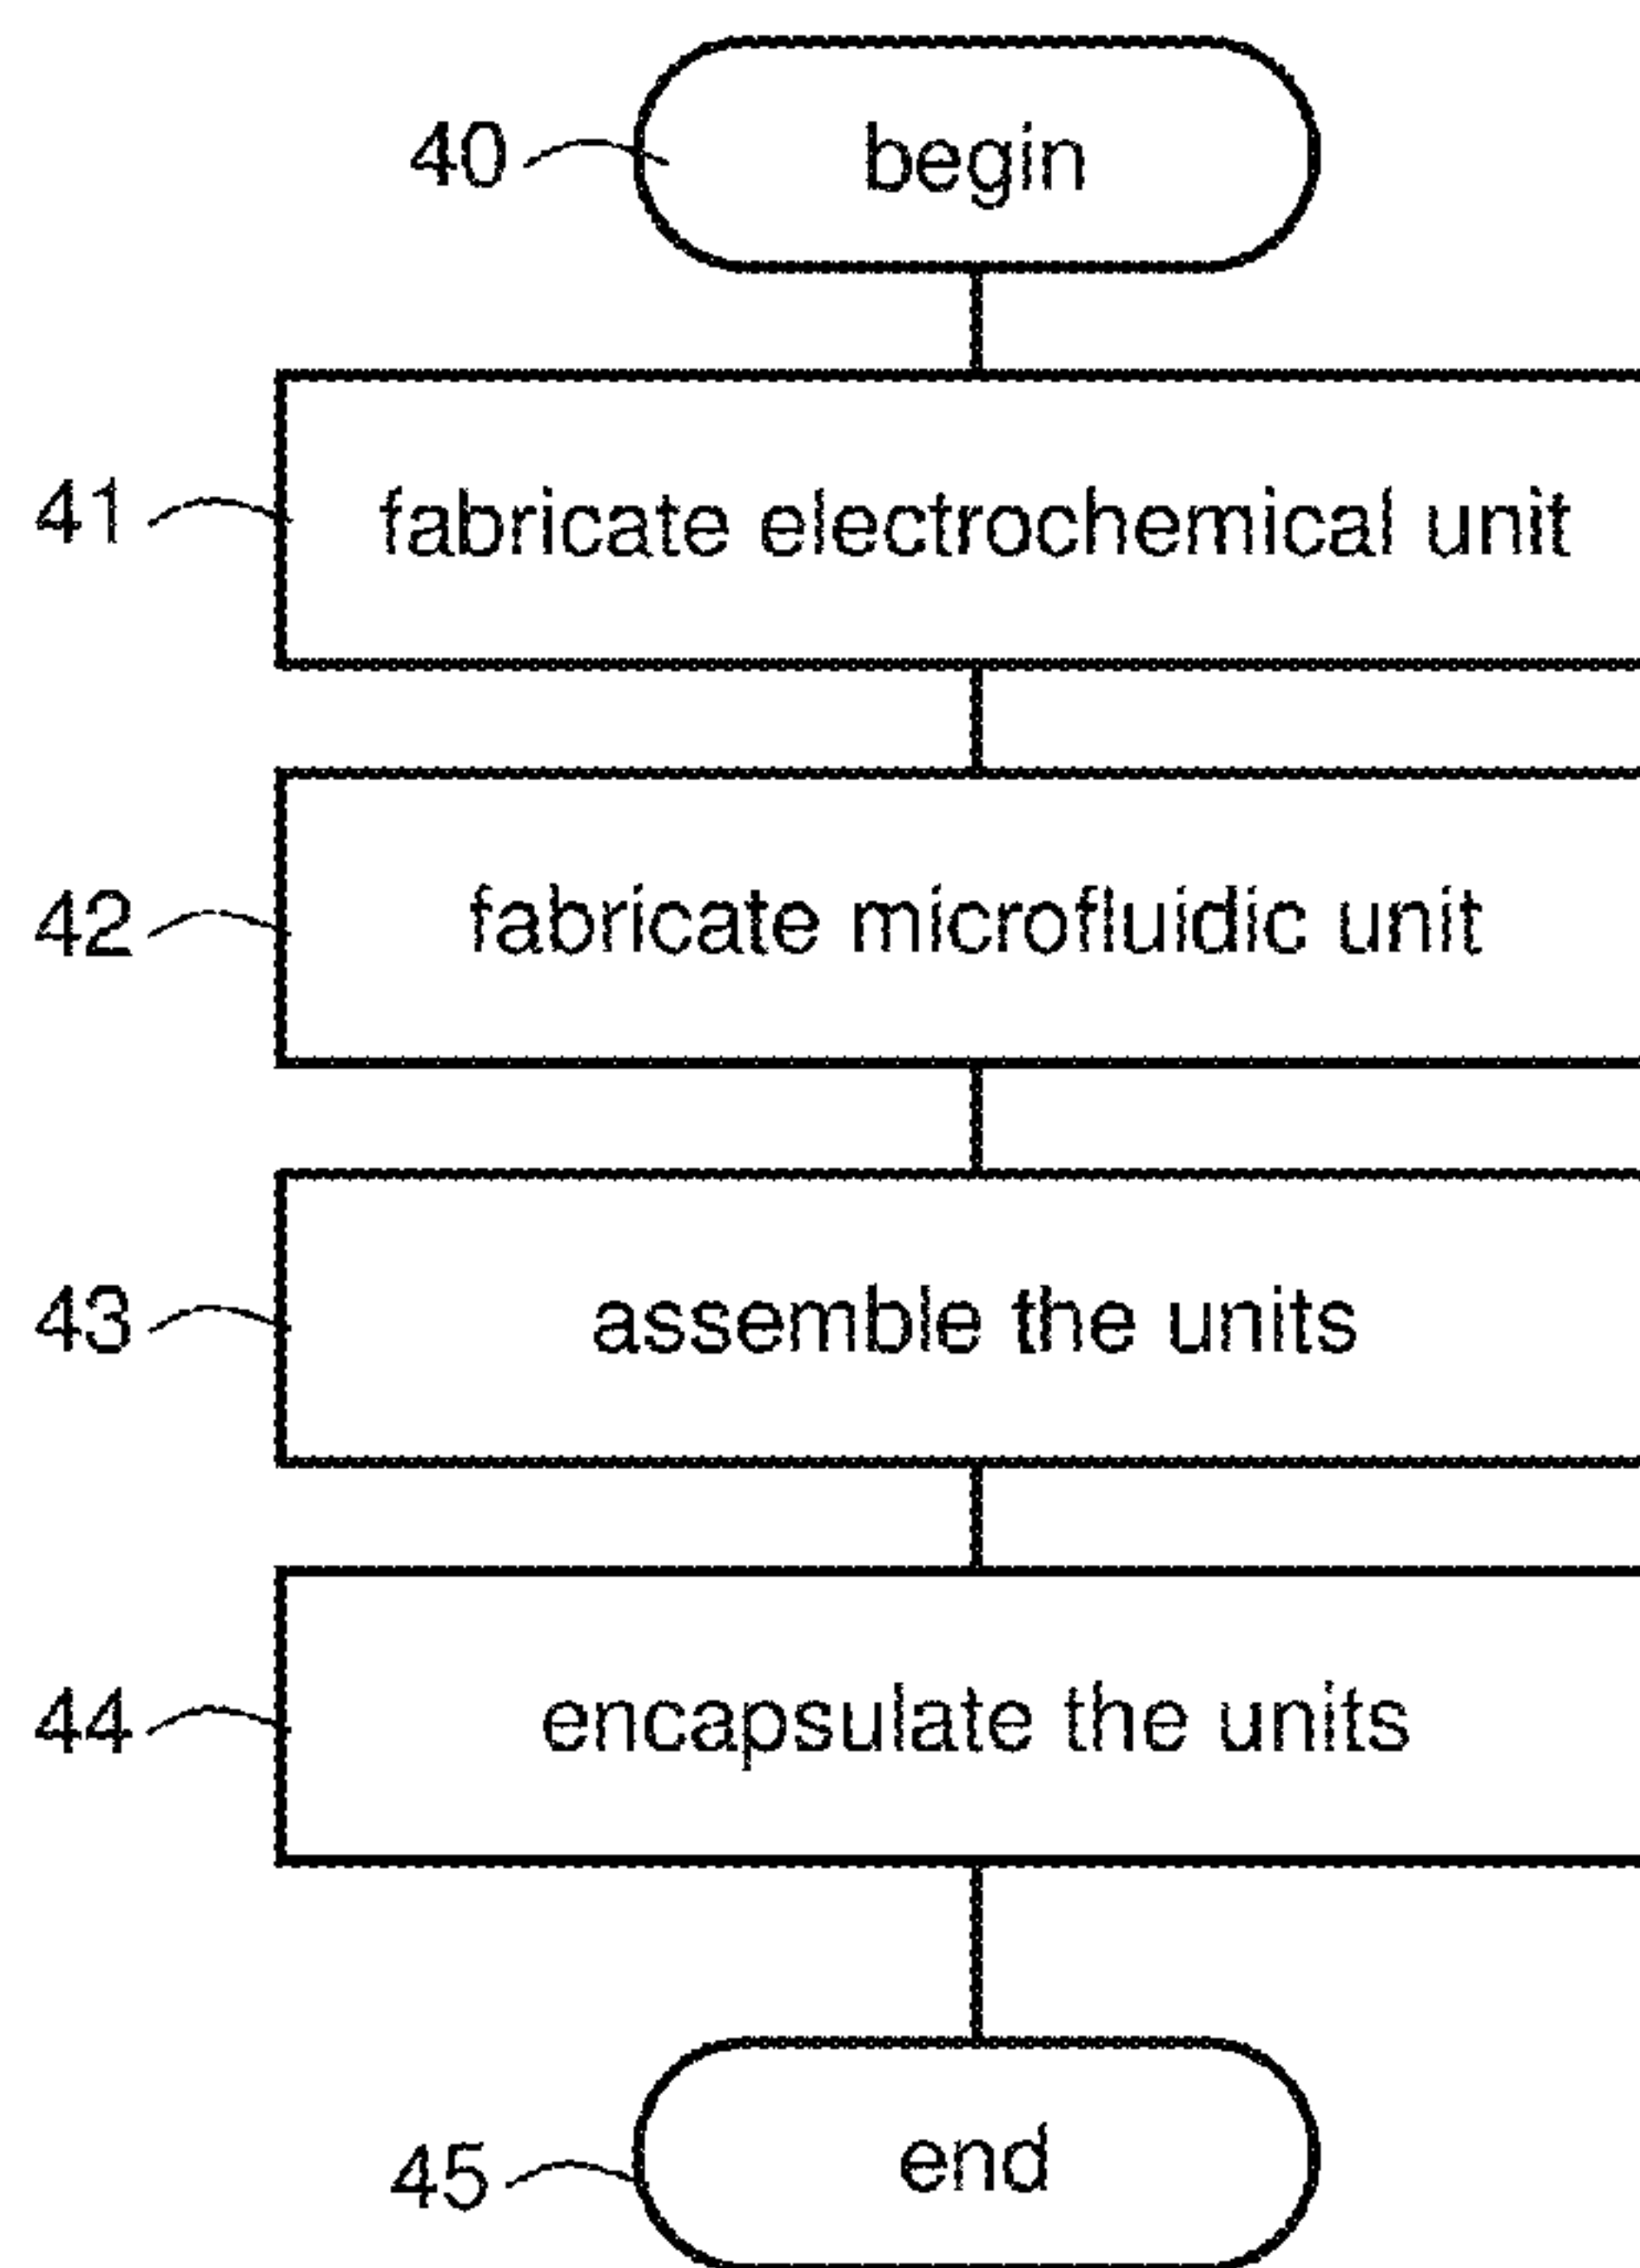 40 begin
41 fabricate electrochemical unit
42 fabricate microfluidic unit
43 assemble the units
44 encapsulate the units
45 end